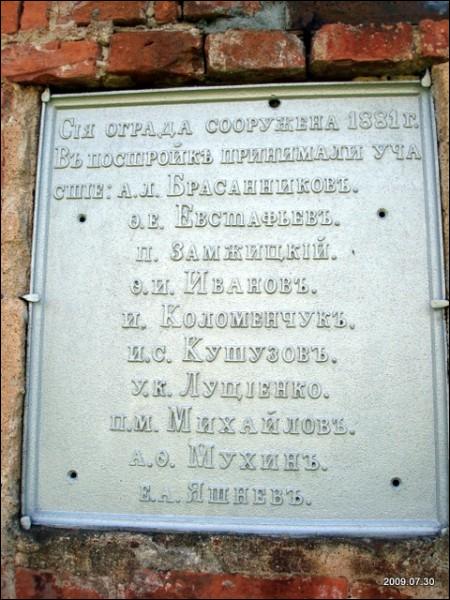 Сія ограда сооружена 1881 г.
Въ постройкѣ принимали уча
стіе: А.Л. Брасанниковъ.
Ѳ.Е. Евстафьевъ.
П. Замжицкій.
Ѳ.И. Ивановъ.
И. Коломенчукъ.
И.С. Кутузовъ.
У.К. Луціенко.
П.М. Михайловъ.
А.Ѳ. Мухинъ.
Е.А. Яшневъ.
2009.07.30